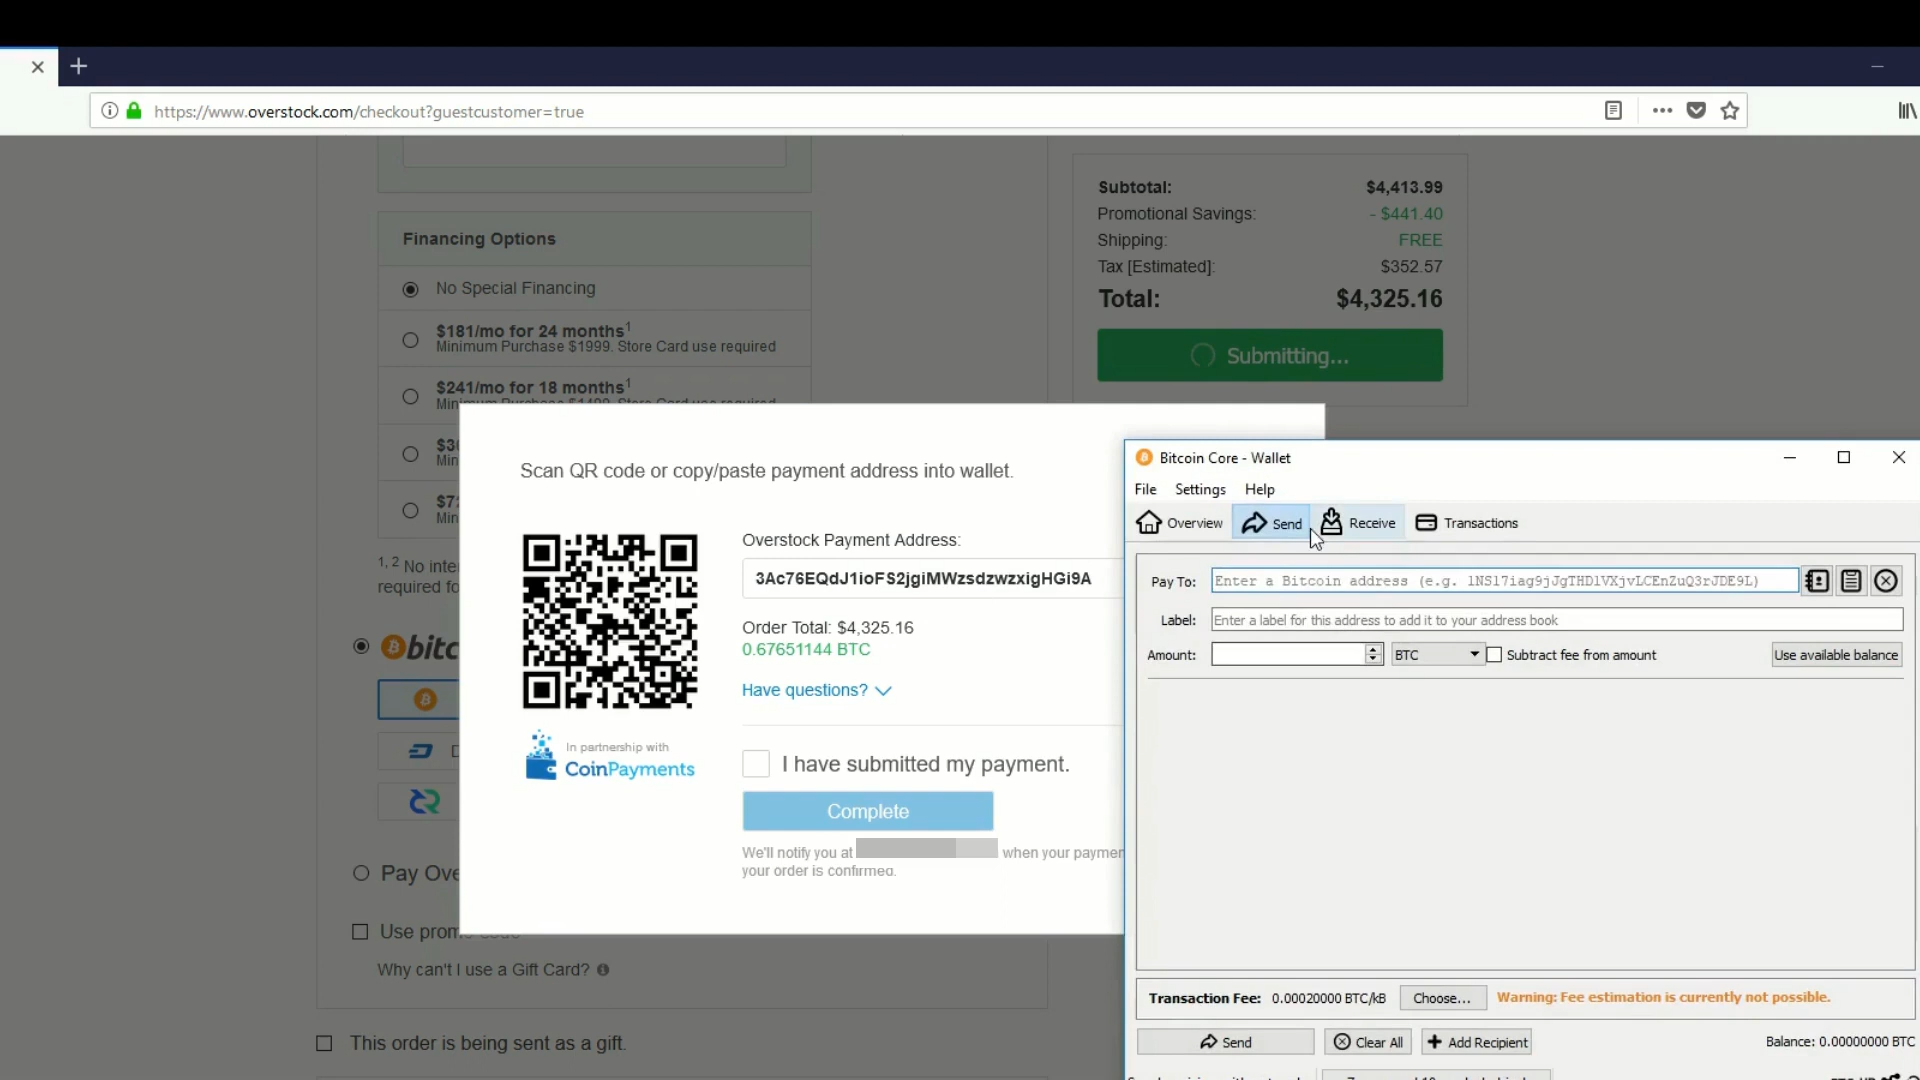 https://www.overstock.com/checkout?guestcustomer=true
Financing Options
No Special Financing
$181/mo for 24 months1
Minimum Purchase $1999. Store Card use required
$241/mo for 18 months1
1, 2 No inte
required fo
bitc
Pay Ove
Use prom
Why can't I use a Gift Card?
This order is being sent as a gift.
Subtotal: $4,413.99
Promotional Savings: - $441.40
Shipping: FREE
Tax [Estimated]: $352.57
Total: $4,325.16
Submitting...
Scan QR code or copy/paste payment address into wallet.
Overstock Payment Address:
3Ac76EQdJ1ioFS2jgiMWzsdzwzxigHGi9A
Order Total: $4,325.16
0.67651144 BTC
Have questions?
In partnership with
CoinPayments
I have submitted my payment.
Complete
We'll notify you at when your paymen
your order is confirmed.
Bitcoin Core - Wallet
File Settings Help
Overview Send Receive Transactions
Pay To: Enter a Bitcoin address (e.g. 1NS17iag9jJgTHD1VXjvLCEnZuQ3rJDE9L)
Label: Enter a label for this address to add it to your address book
Amount: BTC Subtract fee from amount Use available balance
Transaction Fee: 0.00020000 BTC/kB Choose... Warning: Fee estimation is currently not possible.
Send Clear All Add Recipient Balance: 0.00000000 BTC